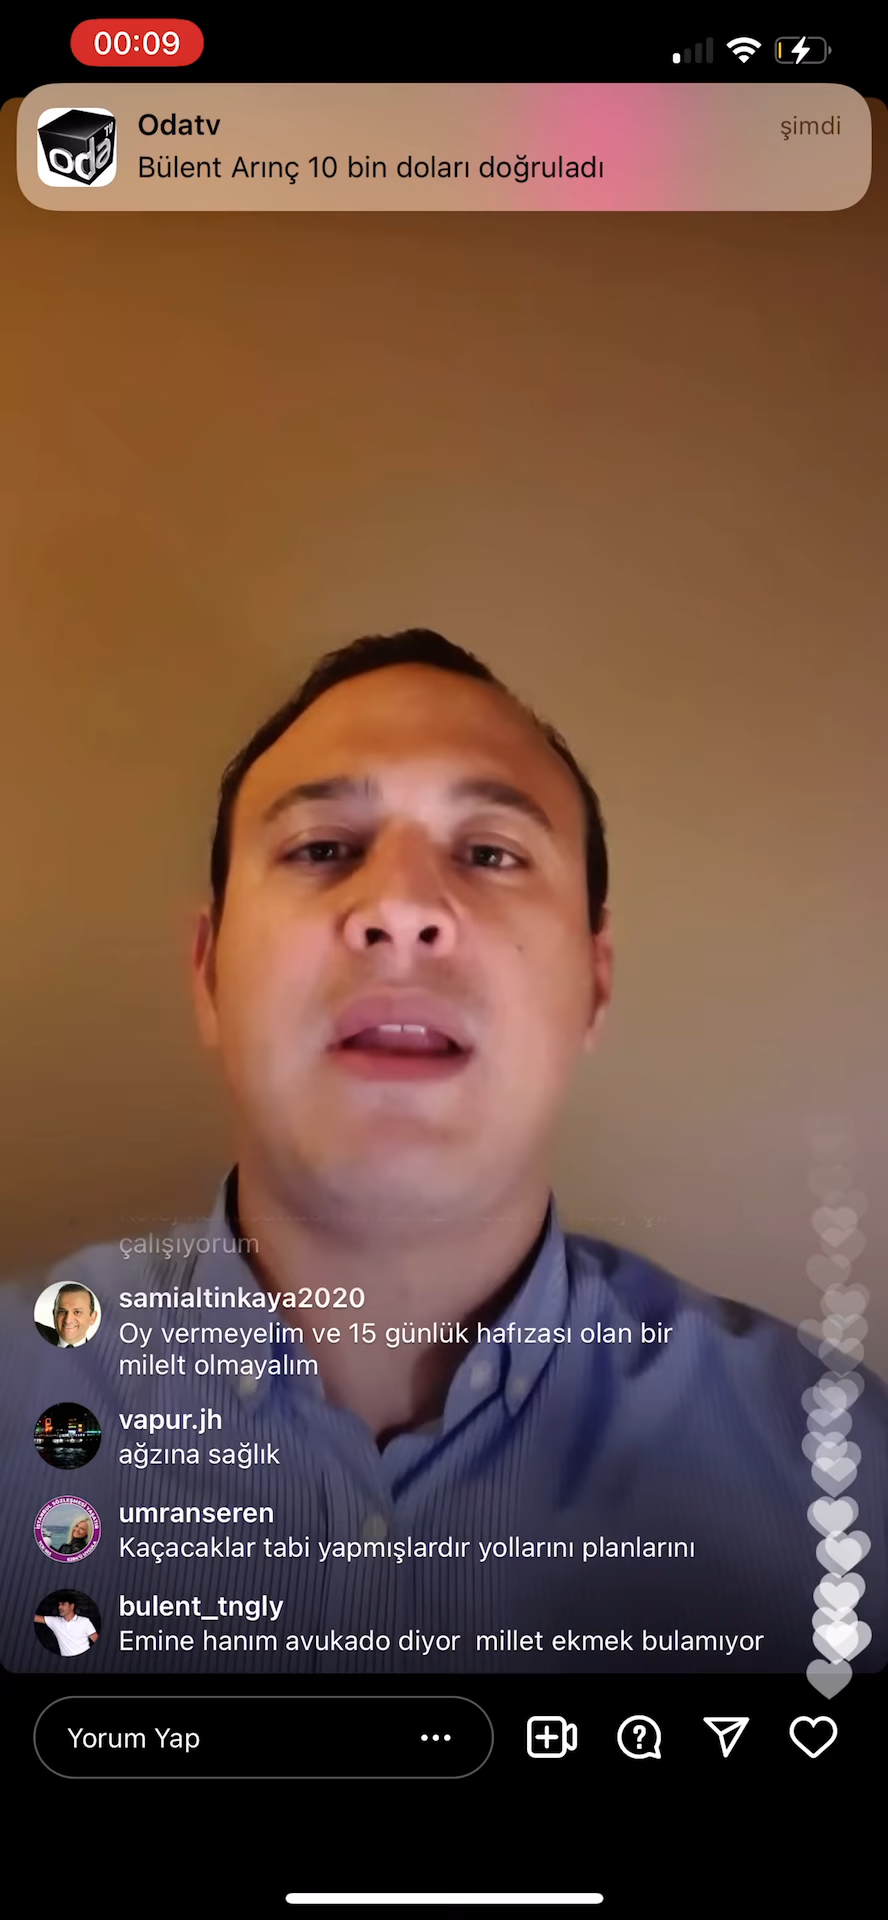 00:09
oda TV
Odatv
şimdi
Bülent Arınç 10 bin doları doğruladı
çalışıyorum
samialtinkaya2020
Oy vermeyelim ve 15 günlük hafızası olan bir
milelt olmayalım
vapur.jh
ağzına sağlık
umranseren
Kaçacaklar tabi yapmışlardır yollarını planlarını
bulent_tngly
Emine hanım avukado diyor  millet ekmek bulamıyor
Yorum Yap